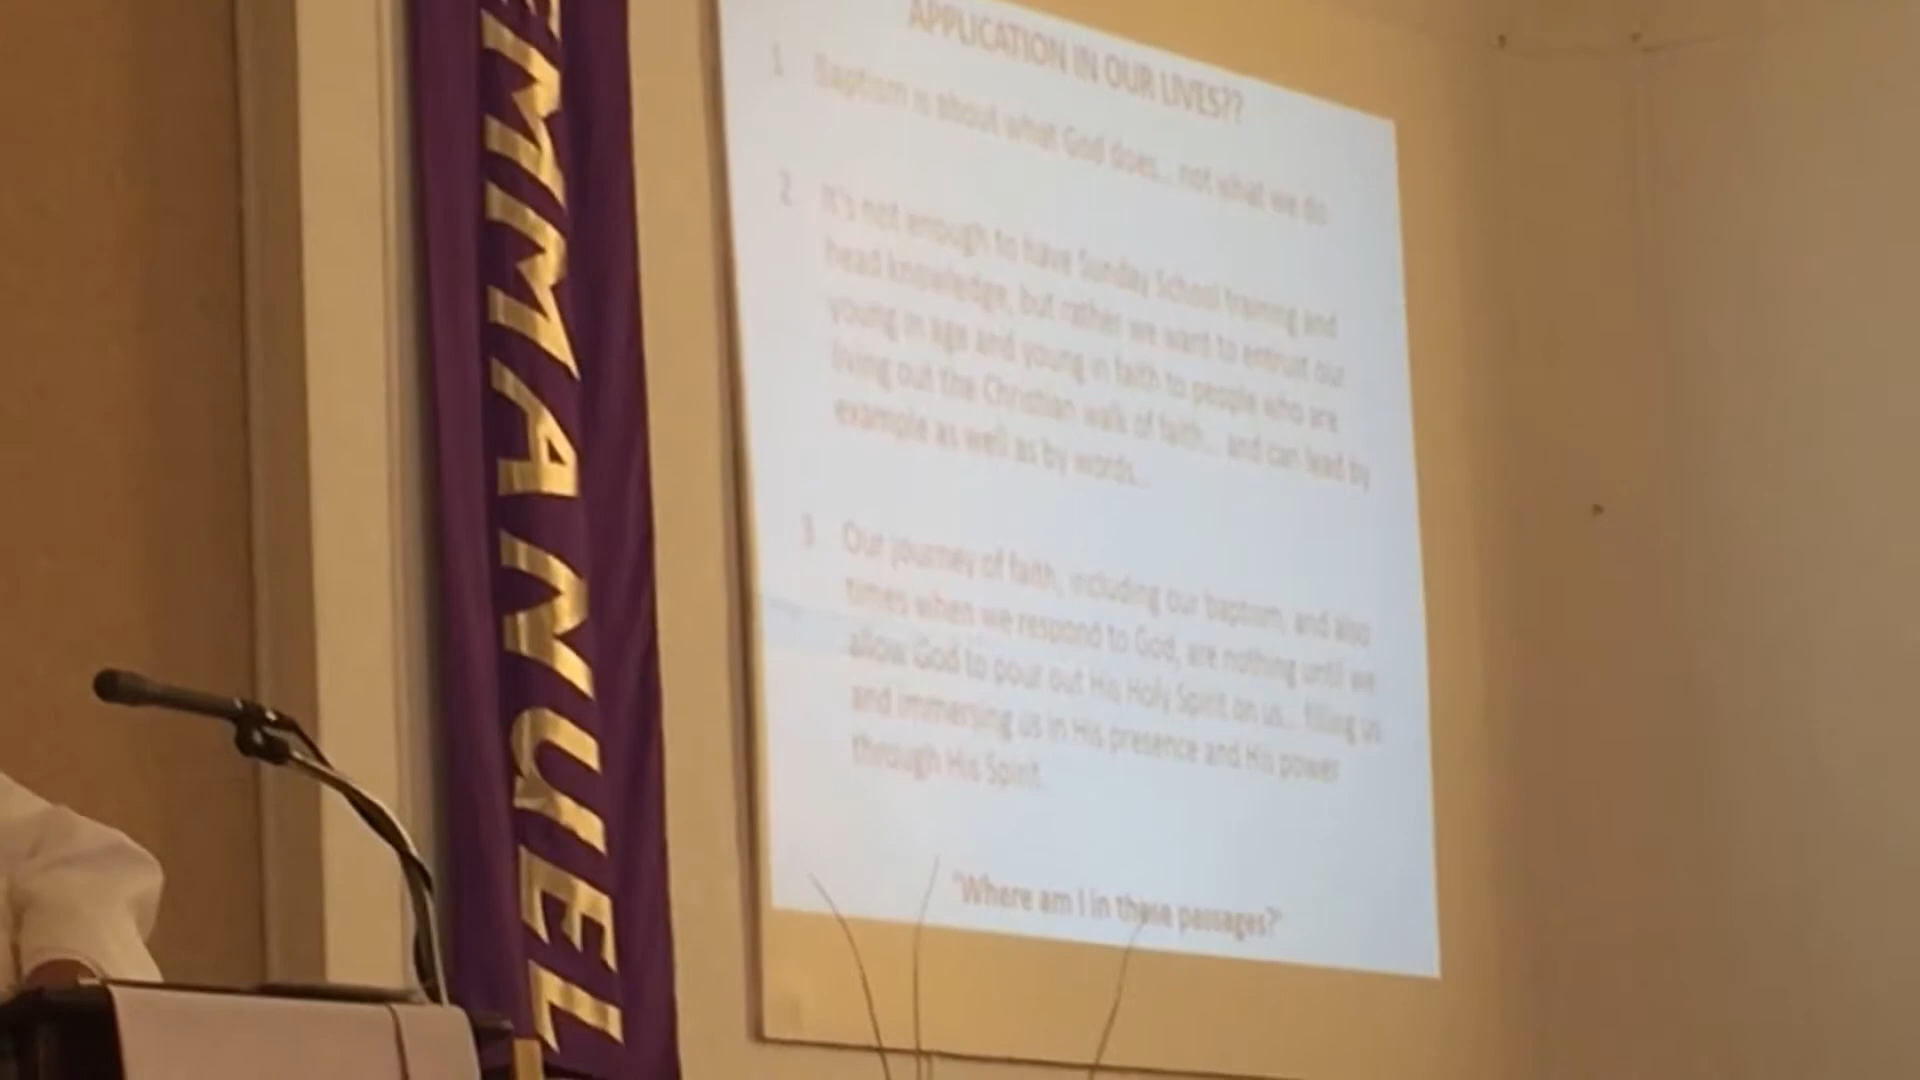 EMMANUEL
APPLICATION IN OUR LIVES??
1 Baptism is about what God does... not what we do
2 It's not enough to have Sunday School training and
head knowledge, but rather we want to entrust our
young in age and young in faith to people who are
living out the Christian walk of faith... and can lead by
example as well as by words...
3 Our journey of faith, including our baptism, and also
times when we respond to God, are nothing until we
allow God to pour out His Holy Spirit on us... filling us
and immersing us in His presence and His power
through His Spirit.
"Where am I in these passages?"